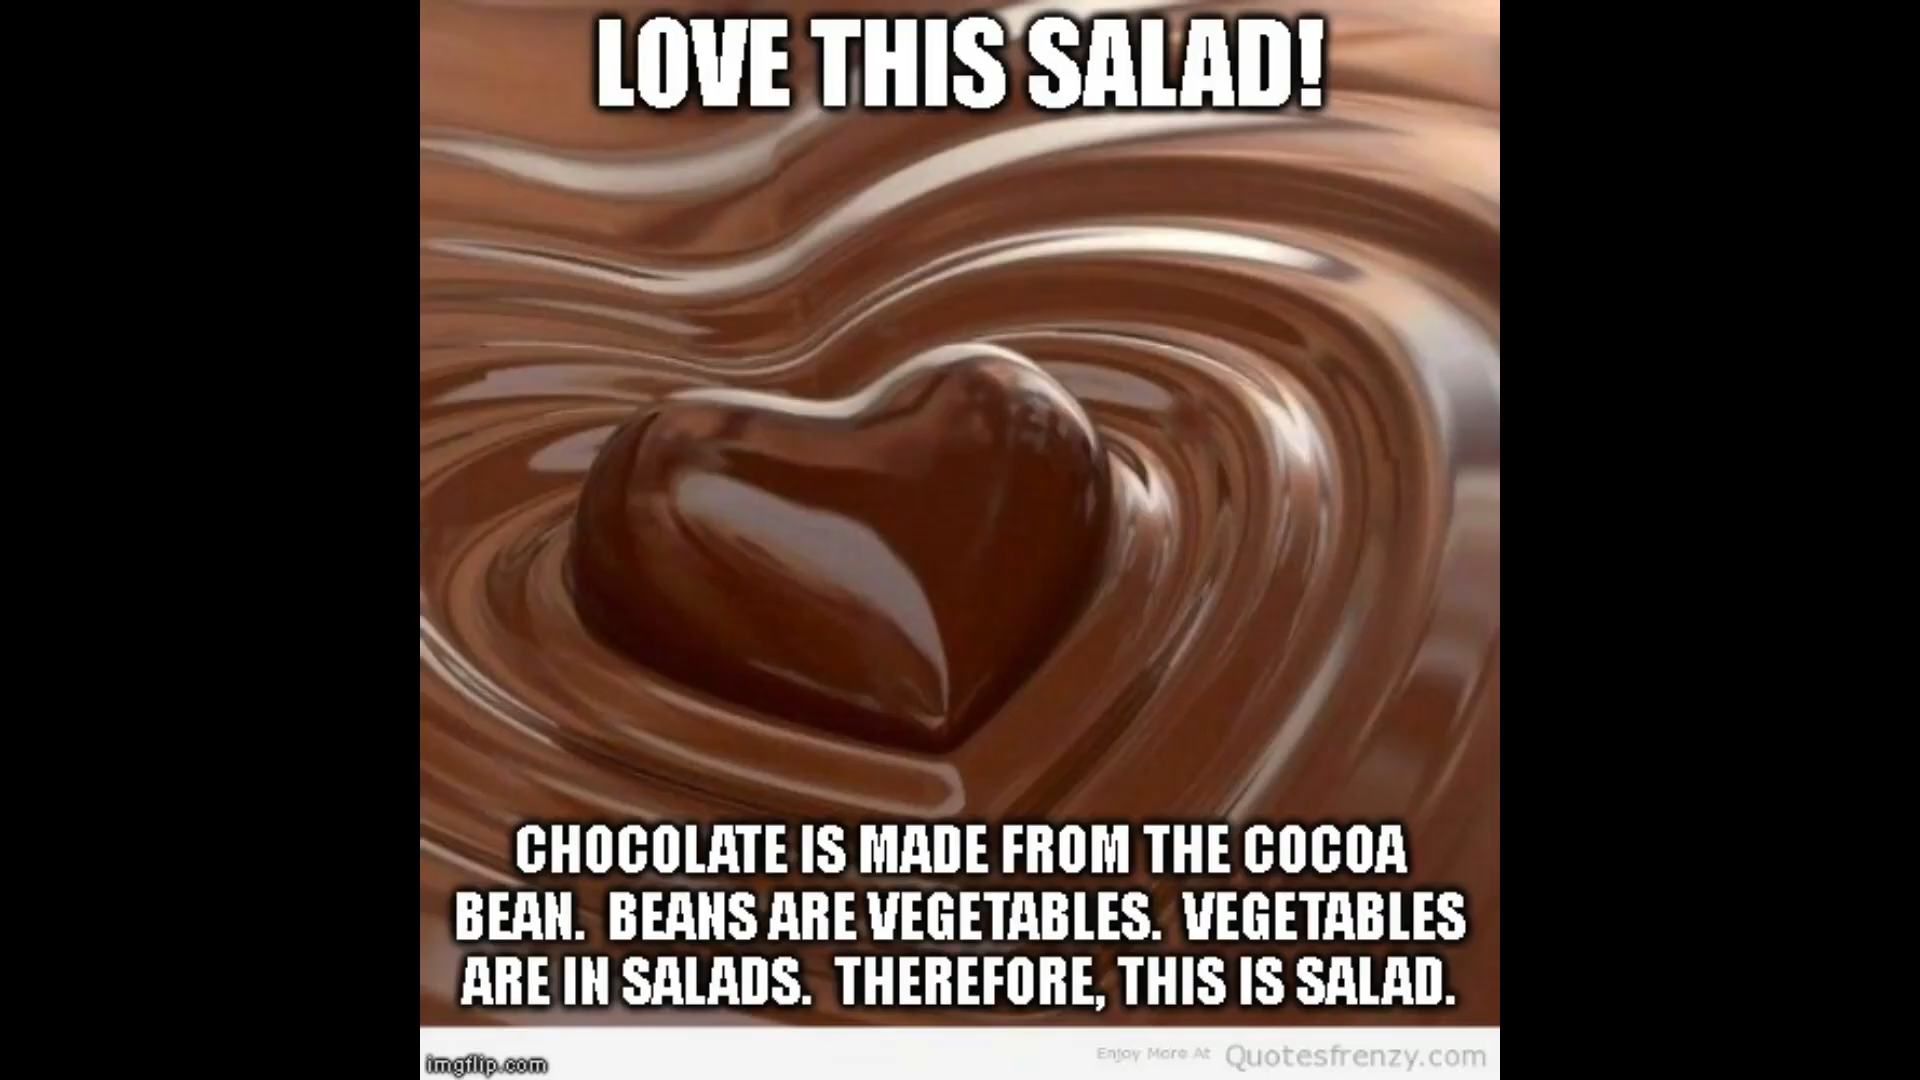 LOVE THIS SALAD!
CHOCOLATE IS MADE FROM THE COCOA
BEAN. BEANS ARE VEGETABLES. VEGETABLES
ARE IN SALADS. THEREFORE, THIS IS SALAD.
imgflip.com
Enjoy More At Quotesfrenzy.com